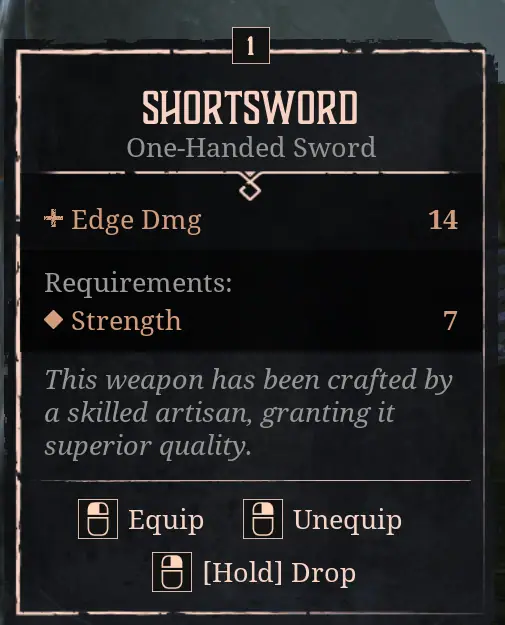 1
SHORTSWORD
One-Handed Sword
Edge Dmg 14
Requirements:
Strength 7
This weapon has been crafted by
a skilled artisan, granting it
superior quality.
Equip Unequip
[Hold] Drop